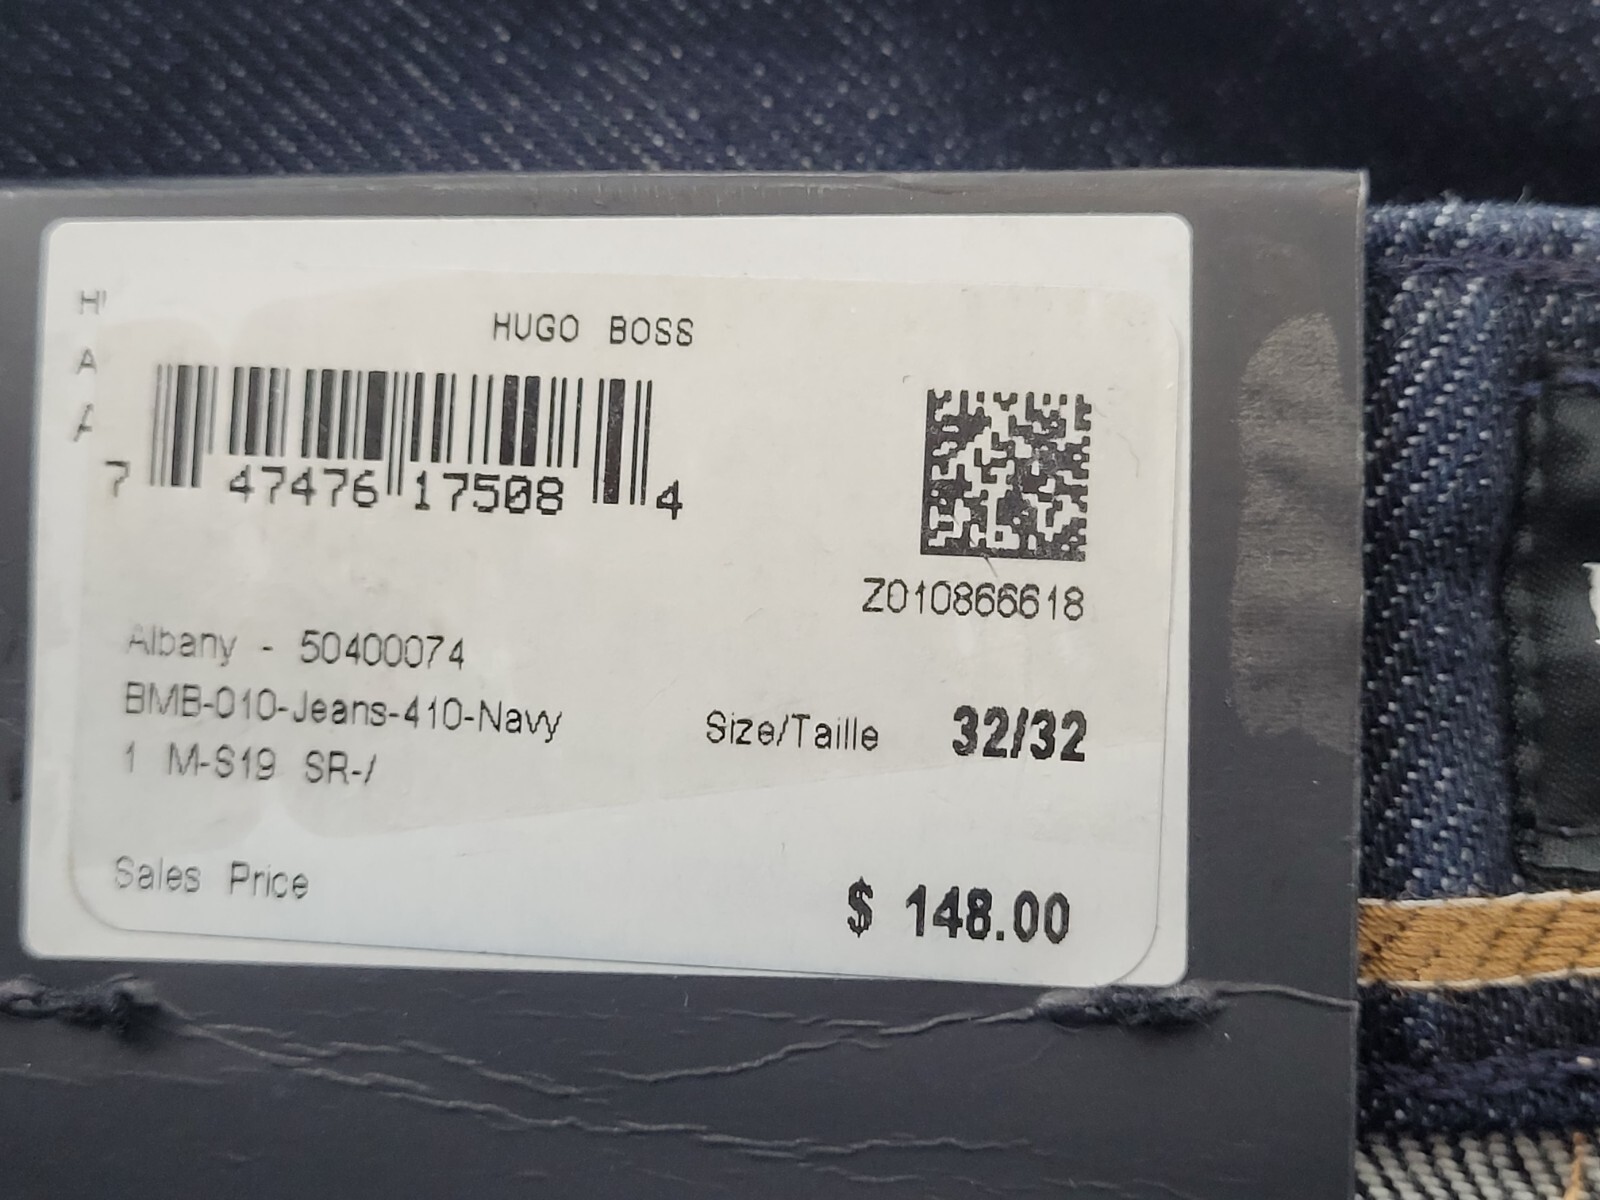 HUGO BOSS
7 47476 17508 4
Z010866618
Albany - 50400074
BMB-010-Jeans-410-Navy
Size/Taille 32/32
1 M-S19 SR-/
Sales Price
$ 148.00